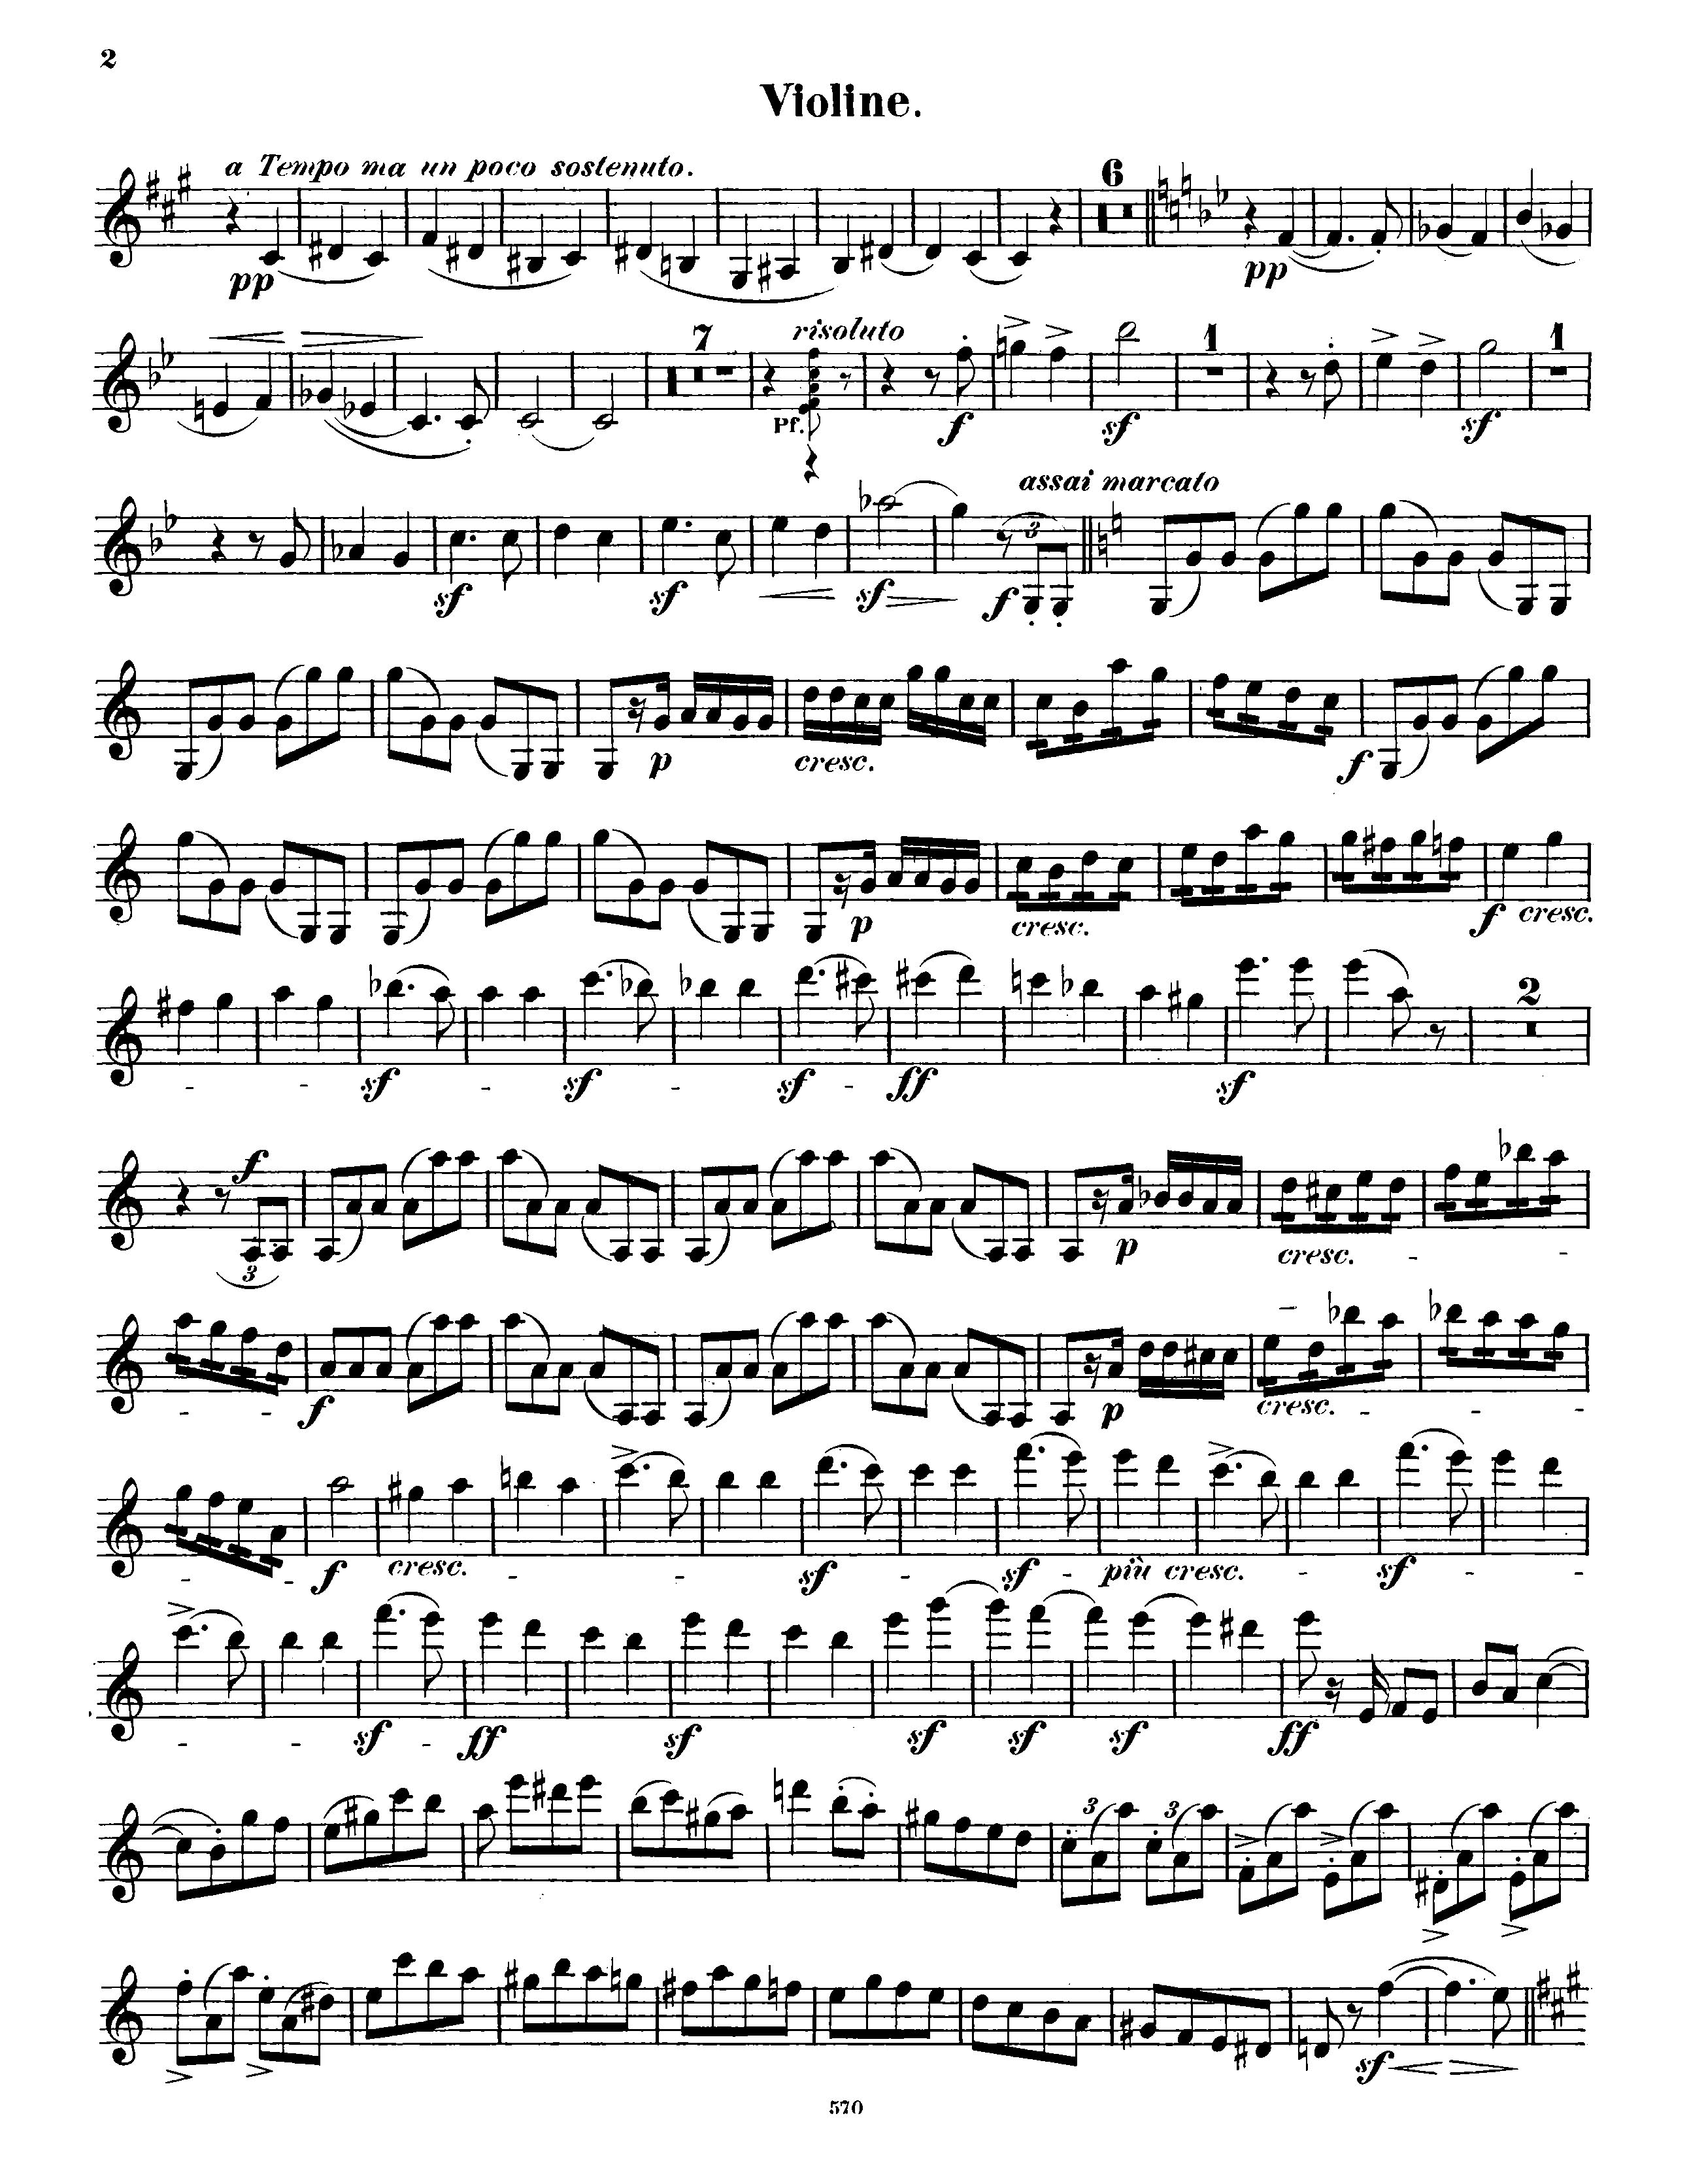 2
Violine.
a Tempo ma un poco sostenuto.
6
pp pp
risoluto
7 1 1
Pf. f sf sf
assai marcato
3
sf sf sf f
p cresc. f
p cresc. f cresc.
2
sf sf sf ff sf
f
3 p cresc.
f p cresc.
f cresc. sf sf più cresc. sf
sf ff sf sf sf sf ff
3 3
sf
570